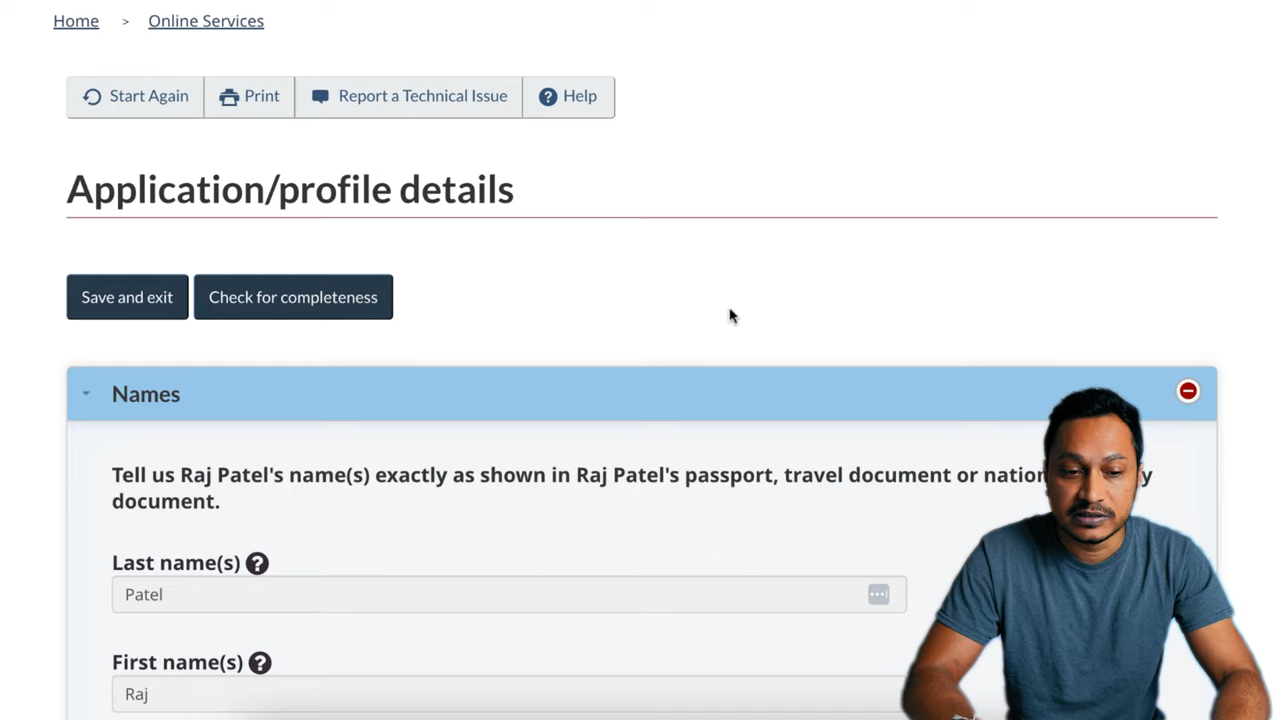 Home > Online Services
Start Again Print Report a Technical Issue Help
Application/profile details
Save and exit Check for completeness
Names
Tell us Raj Patel's name(s) exactly as shown in Raj Patel's passport, travel document or
document.
Last name(s) ?
Patel
First name(s) ?
Raj